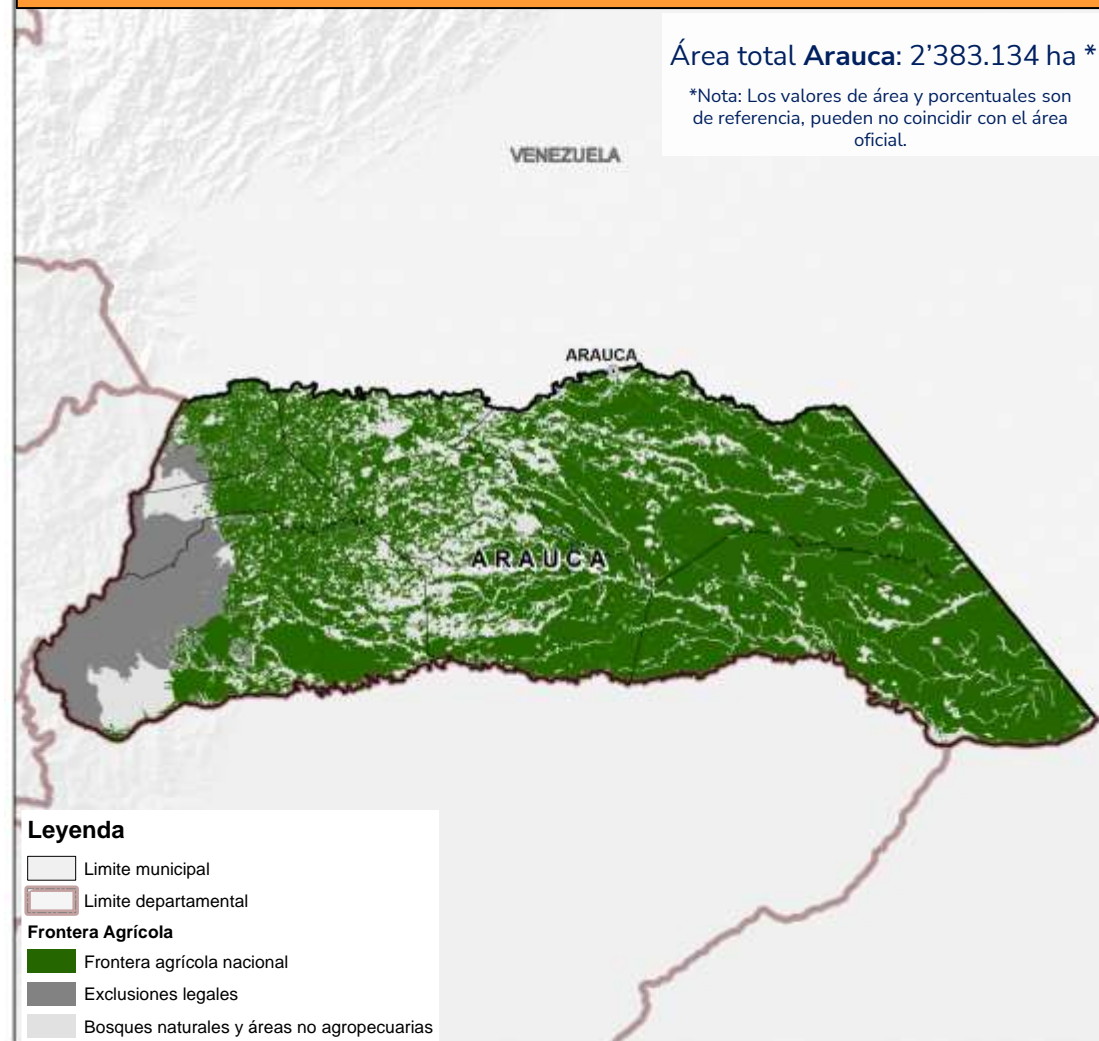 Área total Arauca: 2'383.134 ha *
*Nota: Los valores de área y porcentuales son
de referencia, pueden no coincidir con el área
oficial.
VENEZUELA
ARAUCA
ARAUCA
Leyenda
Limite municipal
Limite departamental
Frontera Agrícola
Frontera agrícola nacional
Exclusiones legales
Bosques naturales y áreas no agropecuarias